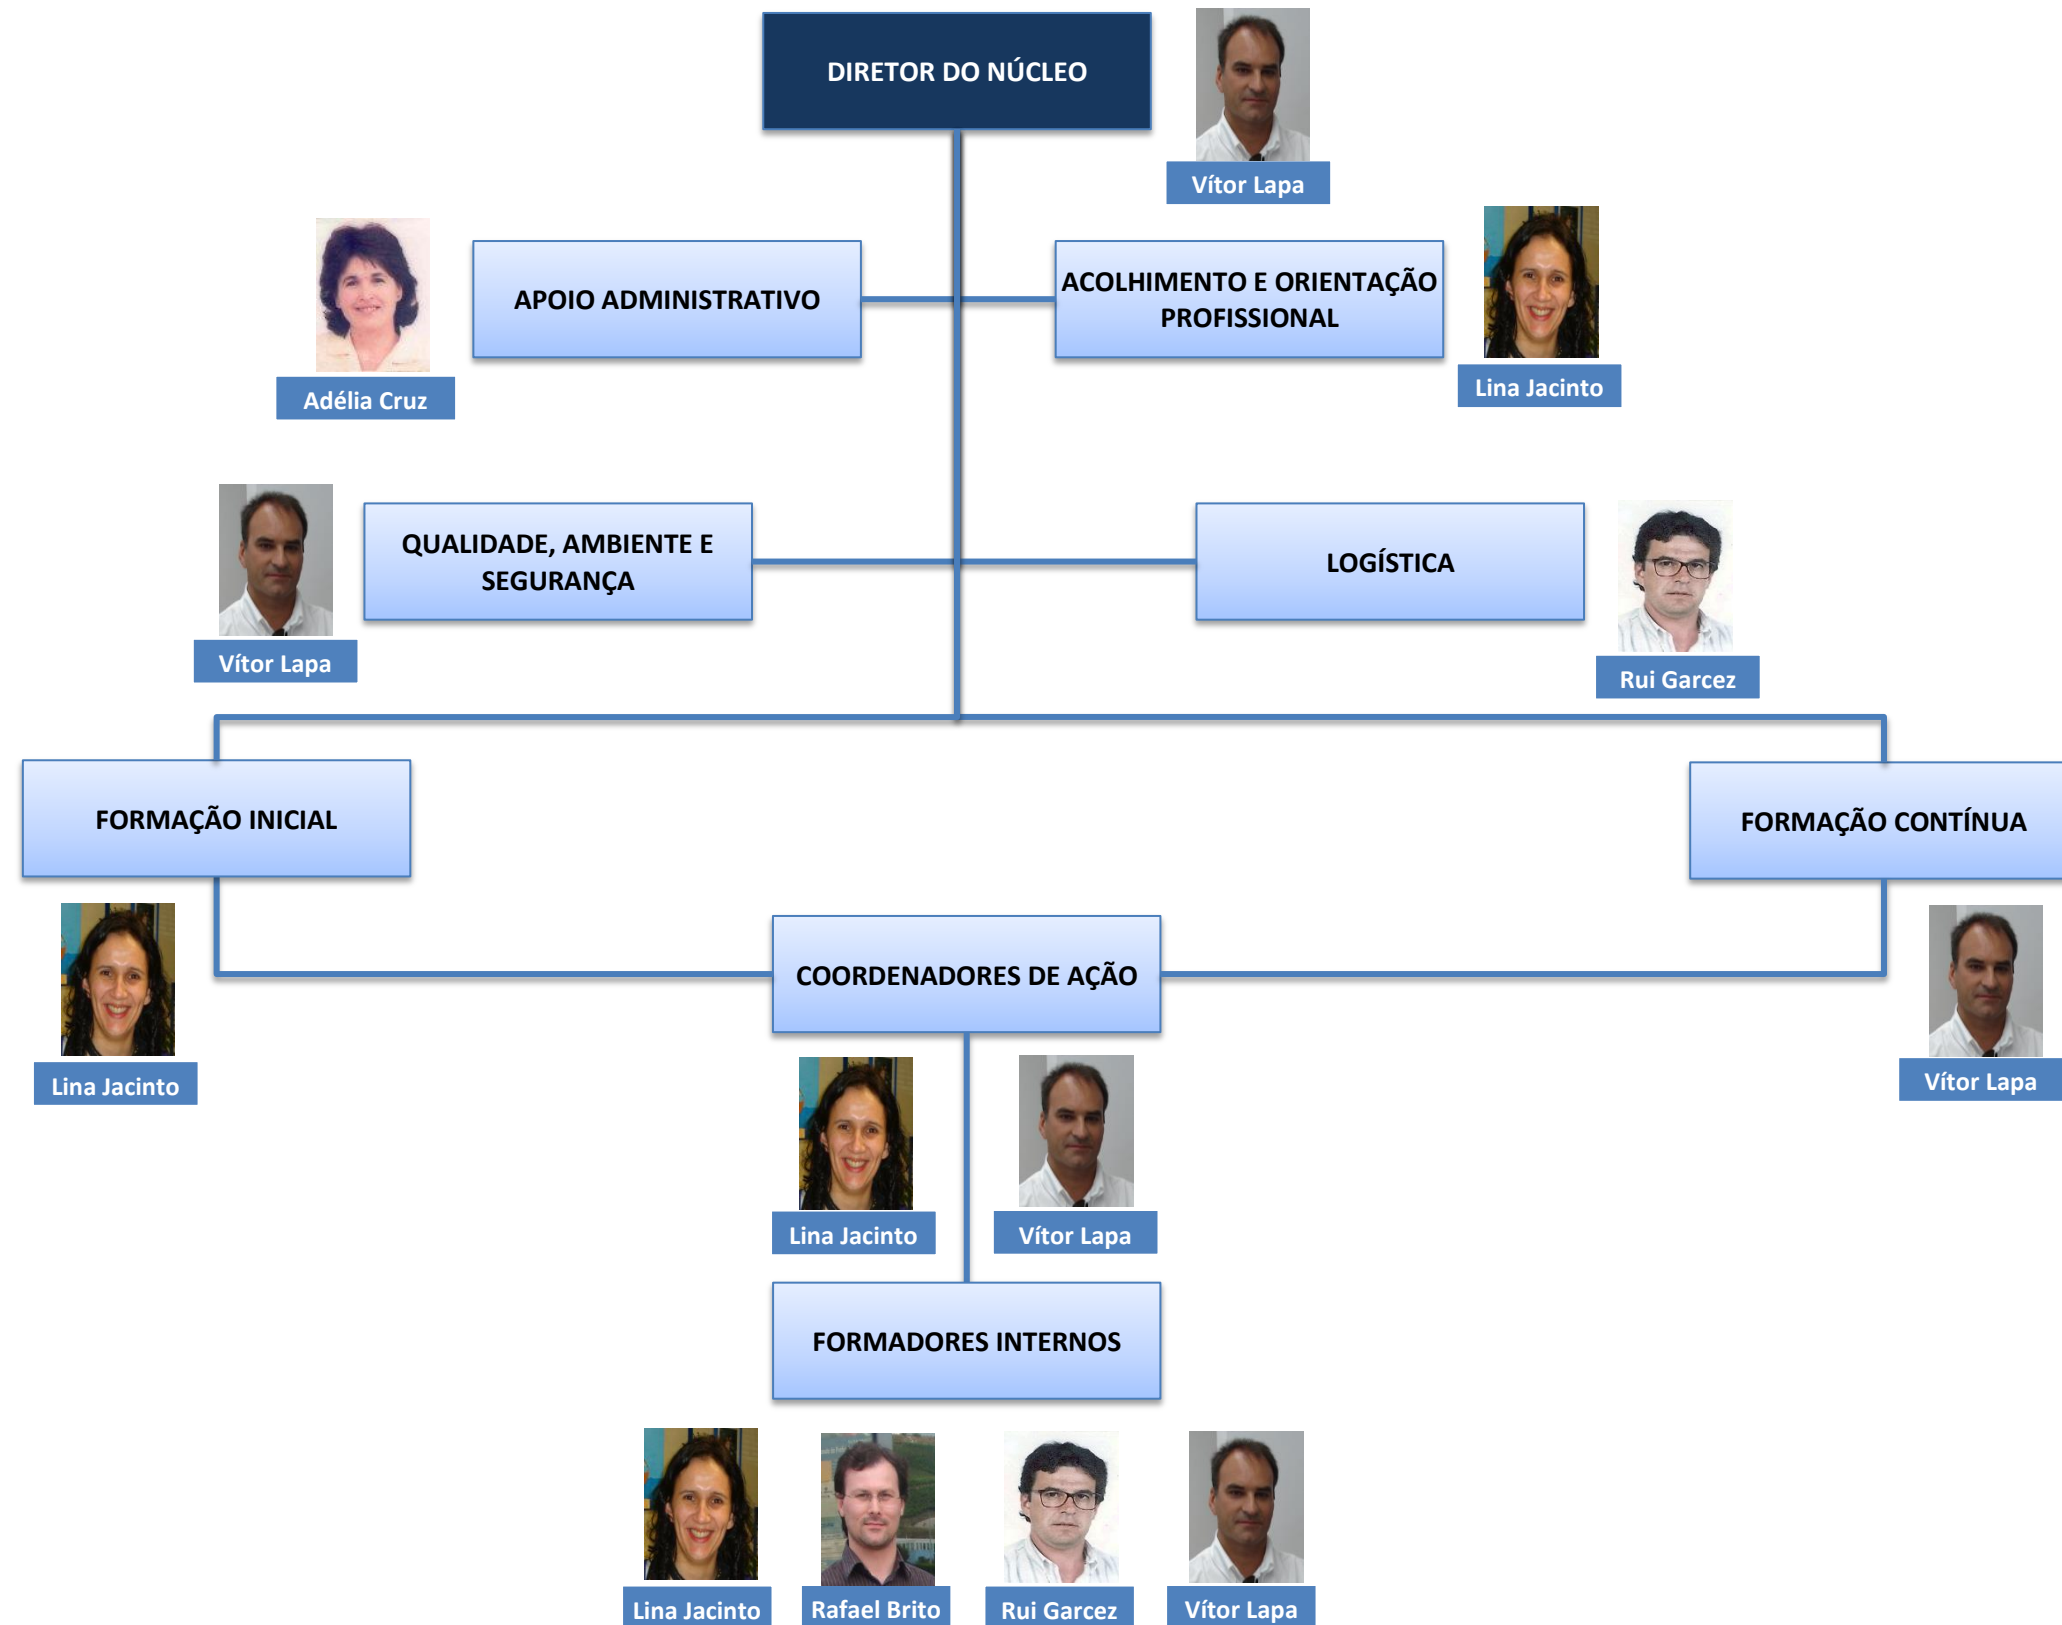 DIRETOR DO NÚCLEO
Vítor Lapa
APOIO ADMINISTRATIVO
Adélia Cruz
ACOLHIMENTO E ORIENTAÇÃO
PROFISSIONAL
Lina Jacinto
QUALIDADE, AMBIENTE E
SEGURANÇA
Vítor Lapa
LOGÍSTICA
Rui Garcez
FORMAÇÃO INICIAL
Lina Jacinto
FORMAÇÃO CONTÍNUA
Vítor Lapa
COORDENADORES DE AÇÃO
Lina Jacinto
Vítor Lapa
FORMADORES INTERNOS
Lina Jacinto
Rafael Brito
Rui Garcez
Vítor Lapa